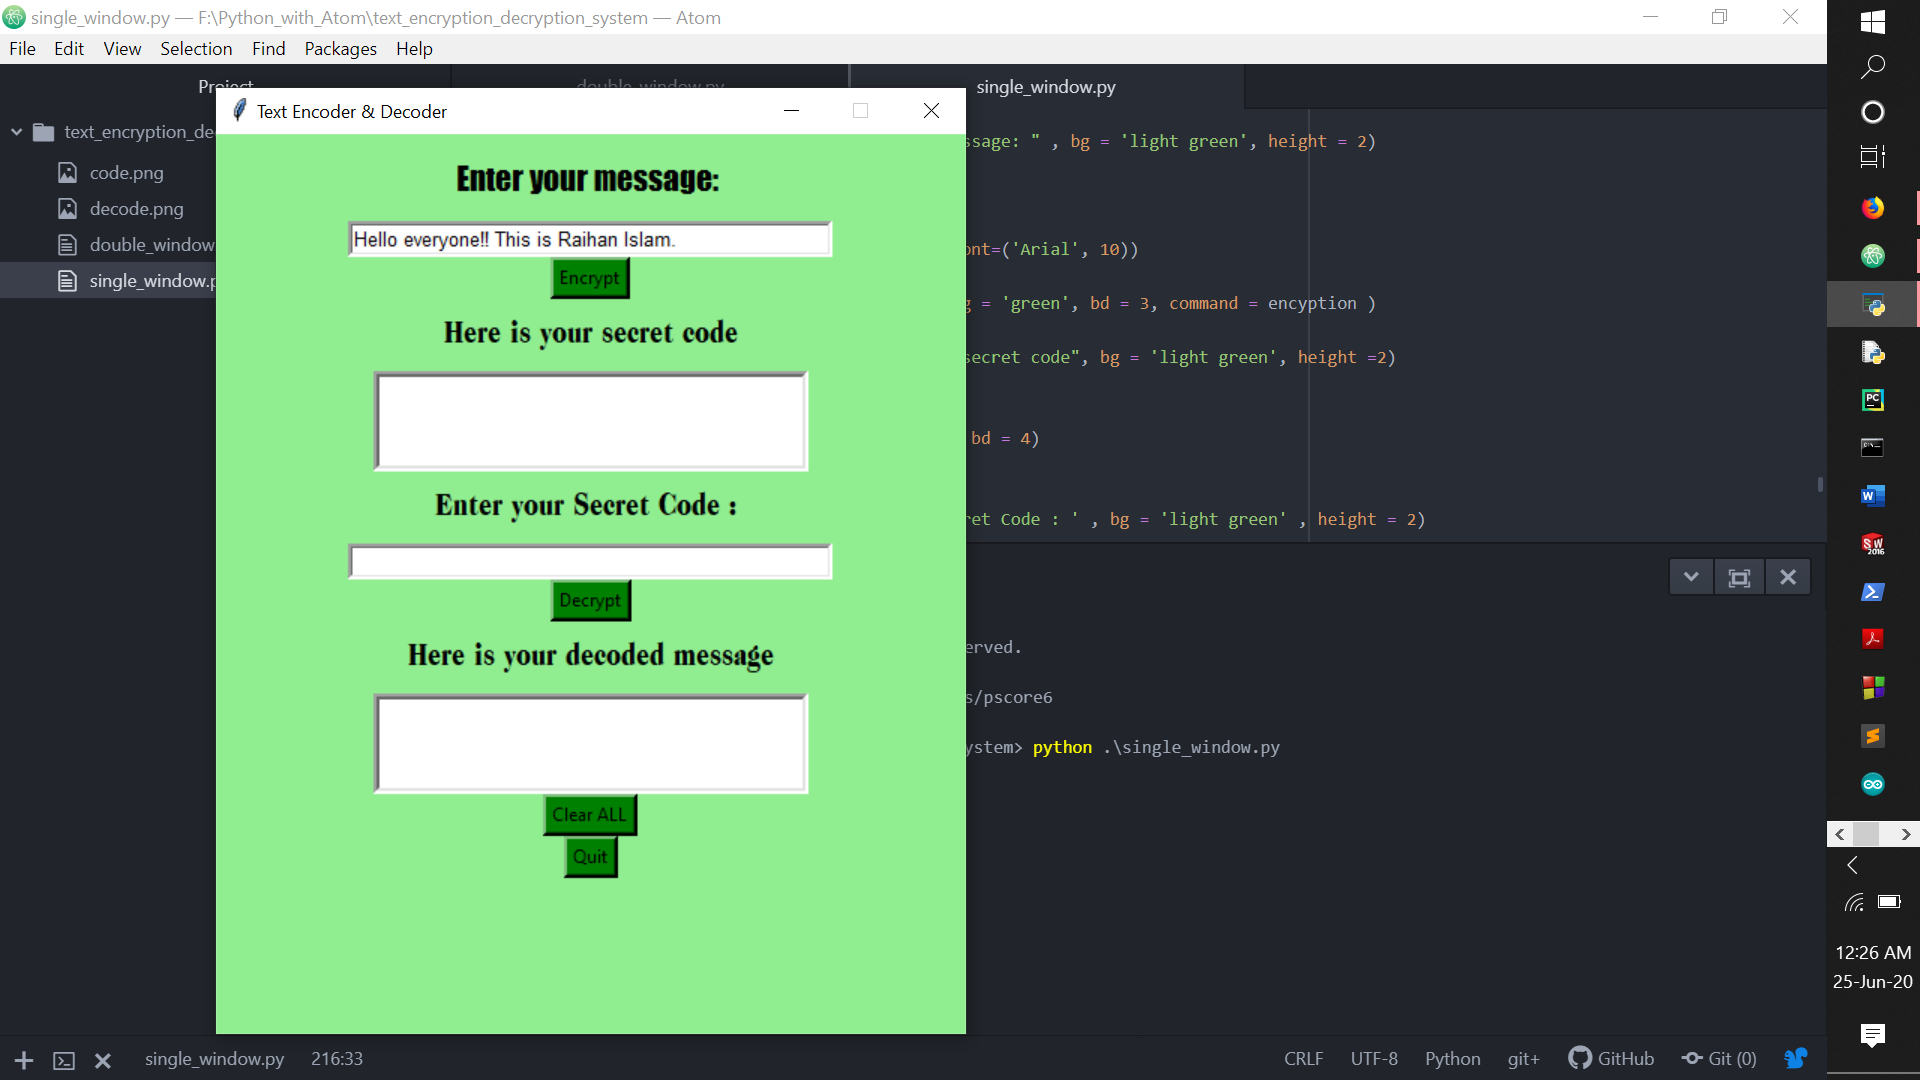 single_window.py — F:\Python_with_Atom\text_encryption_decryption_system — Atom
File Edit View Selection Find Packages Help
Project
double_window.py
single_window.py
text_encryption_de
code.png
decode.png
double_window
single_window.p
Text Encoder & Decoder
Enter your message:
Hello everyone!! This is Raihan Islam.
Encrypt
Here is your secret code
Enter your Secret Code :
Decrypt
Here is your decoded message
Clear ALL
Quit
ssage: " , bg = 'light green', height = 2)
ont=('Arial', 10))
g = 'green', bd = 3, command = encyption )
secret code", bg = 'light green', height =2)
bd = 4)
ret Code : ' , bg = 'light green' , height = 2)
erved.
s/pscore6
ystem> python .\single_window.py
single_window.py 216:33
CRLF UTF-8 Python git+ GitHub Git (0)
PC
W
SW
2016
12:26 AM
25-Jun-20